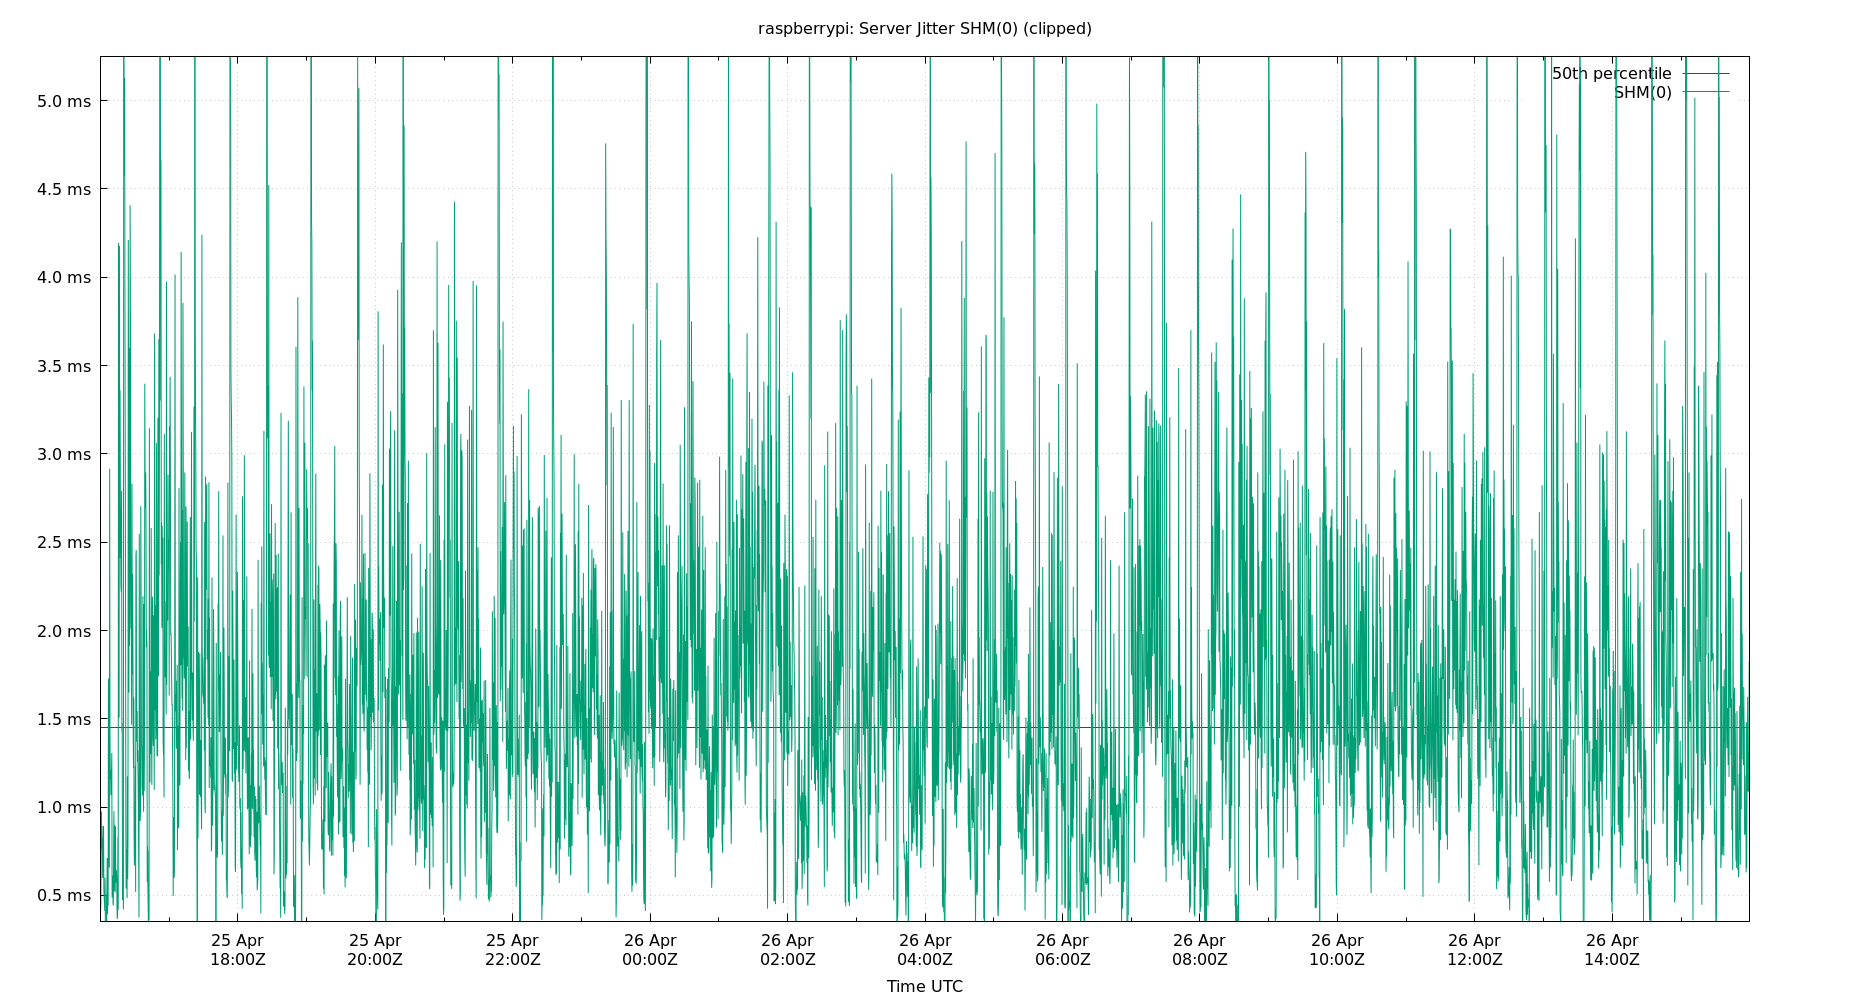 raspberrypi: Server Jitter SHM(0) (clipped)
50th percentile
SHM(0)
5.0 ms
4.5 ms
4.0 ms
3.5 ms
3.0 ms
2.5 ms
2.0 ms
1.5 ms
1.0 ms
0.5 ms
25 Apr 25 Apr 25 Apr 26 Apr 26 Apr 26 Apr 26 Apr 26 Apr 26 Apr 26 Apr 26 Apr
18:00Z 20:00Z 22:00Z 00:00Z 02:00Z 04:00Z 06:00Z 08:00Z 10:00Z 12:00Z 14:00Z
Time UTC